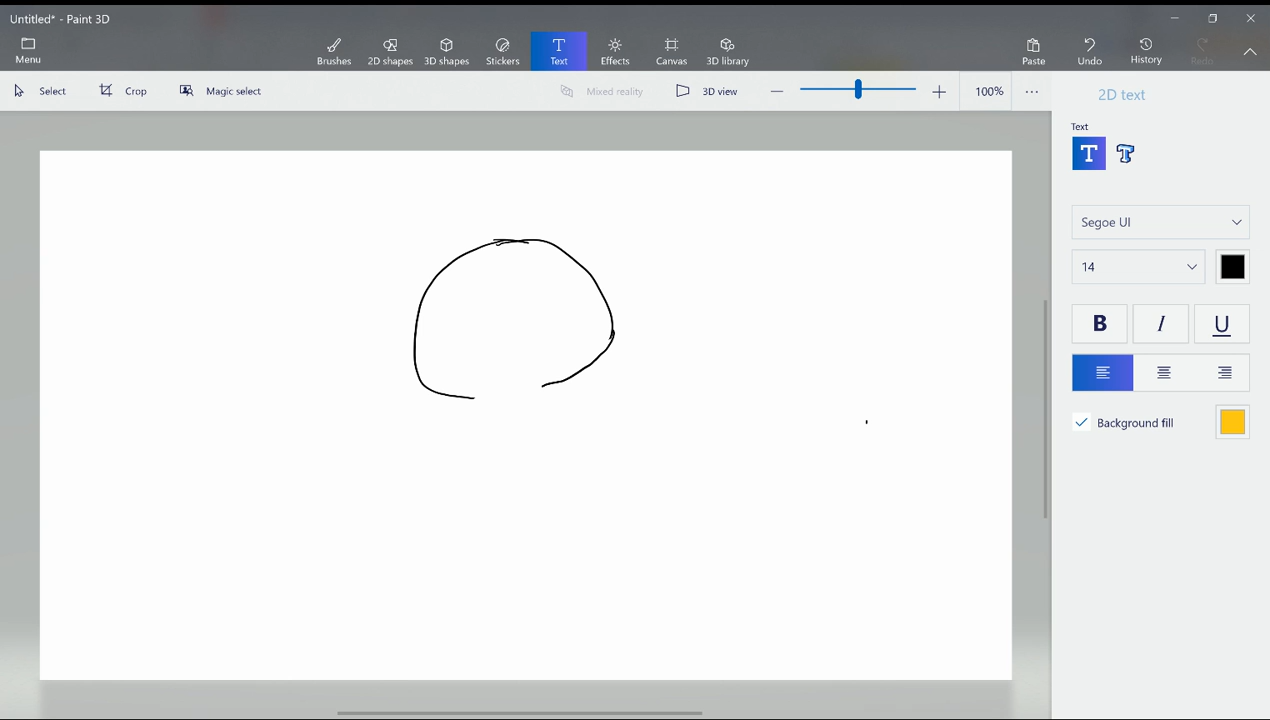 Untitled* - Paint 3D
Menu
Brushes
2D shapes
3D shapes
Stickers
Text
Effects
Canvas
3D library
Paste
Undo
History
Redo
Select
Crop
Magic select
Mixed reality
3D view
100%
2D text
Text
Segoe UI
14
B I U
Background fill